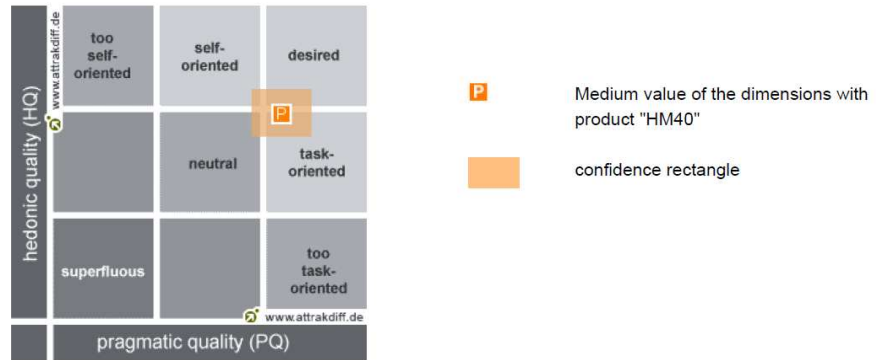 hedonic quality (HQ)
www.attrakdiff.de
too
self-
oriented
self-
oriented
desired
P
neutral
task-
oriented
superfluous
too
task-
oriented
www.attrakdiff.de
pragmatic quality (PQ)
P
Medium value of the dimensions with
product "HM40"
confidence rectangle